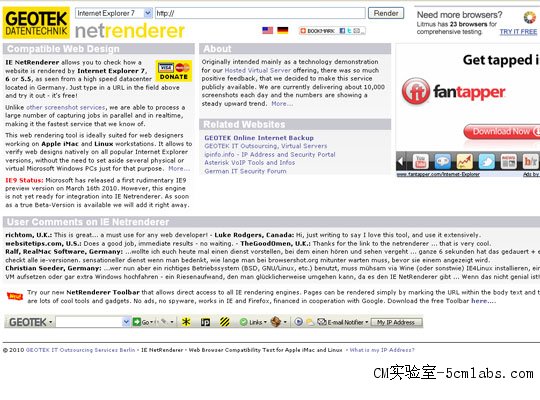 GEOTEK
DATENTECHNIK
Internet Explorer 7
http://
Render
netrenderer
BOOKMARK
Need more browsers?
Litmus has 23 browsers for
comprehensive testing.
TRY IT FREE
Compatible Web Design
IE NetRenderer allows you to check how a
website is rendered by Internet Explorer 7,
6 or 5.5, as seen from a high speed datacenter
located in Germany. Just type in a URL in the field
above and try it out - it's free!
VISA
DONATE
Unlike other screenshot services, we are able to process a
large number of capturing jobs in parallel and in realtime,
making it the fastest service that we know of.
This web rendering tool is ideally suited for web designers
working on Apple iMac and Linux workstations. It allows to
verify web designs natively on all popular Internet Explorer
versions, without the need to set aside several physical or
virtual Microsoft Windows PCs just for that purpose. More...
IE9 Status: Microsoft has released a first rudimentary IE9
preview version on March 16th 2010. However, this engine
is not yet ready for integration into IE Netrenderer. As soon
as a true Beta-version is available we will add it right away.
About
Originally intended mainly as a technology demonstration
for our Hosted Virtual Server offering, there was so much
positive feedback, that we decided to make this service
publicly available. We are currently delivering about 10,000
screenshots each day and the numbers are showing a
steady upward trend. More...
Related Websites
GEOTEK Online Internet Backup
GEOTEK IT Outsourcing, Virtual Servers
ipinfo.info - IP Address and Security Portal
Asterisk VoIP Tools and Infos
German IT Security Forum
Get tapped i
ft fantapper
Download Now
www.fantapper.com/Internet-Explorer
Ads by
User Comments on IE Netrenderer
richtom, U.K.: This is great... a must use for any web developer! - Luke Rodgers, Canada: Hi, just writing to say I love this tool, and use it extensively.
websitetips.com, U.S.: Does a good job, immediate results - no waiting. - TheGoodOmen, U.K.: Thanks for the link to the netrenderer ... that is very cool.
Ralf, RealMac Software, Germany: ...wollte ich euch heute mal einen dienst vorstellen, bei dem einen hören und sehen vergeht ... ganze 6 sekunden hat das gedauert + e
check alle ie-versionen. sensationeller dienst wenn man bedenkt, wie lange man bei browsershot.org mitunter warten muss, bevor sie einem angezeigt wird.
Christian Soeder, Germany: ...wer nun aber ein richtiges Betriebssystem (BSD, GNU/Linux, etc.) benutzt, muss mühsam via Wine (oder sonstwie) IE4Linux installieren, ein
VM aufsetzen oder gar extra Windows hochfahren - ein Riesenaufwand, den man glücklicherweise umgehen kann, da es den IE NetRenderer gibt ... Wenn das nicht genial ist!
New!
Try our new NetRenderer Toolbar that allows direct access to all IE rendering engines. Pages can be rendered simply by marking the URL within the body text and t
are lots of cool tools and gadgets. No ads, no spyware, works in IE and Firefox, financed in cooperation with Google. Download the free Toolbar here....
GEOTEK
Go
IP
Links
E-mail Notifier
My IP Address
© 2010 GEOTEK IT Outsourcing Services Berlin - IE NetRenderer - Web Browser Compatibility Test for Apple iMac and Linux - What is my IP Address?
CM实验室-5cmlabs.com